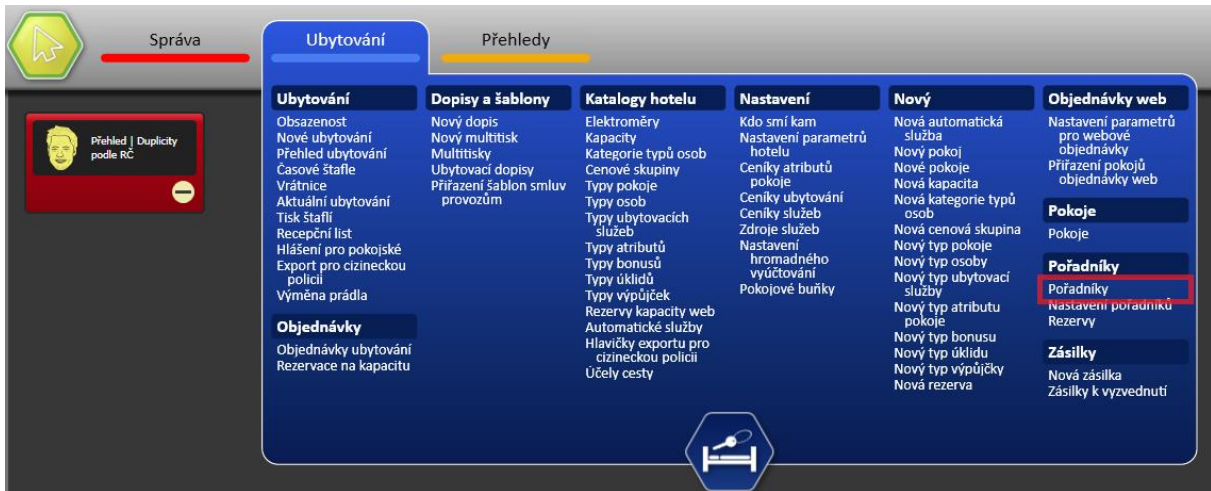 Správa
Ubytování
Přehledy
Přehled | Duplicity
podle RČ
Ubytování
Obsazenost
Nové ubytování
Přehled ubytování
Časové štafle
Vrátnice
Aktuální ubytování
Tisk štaflí
Recepční list
Hlášení pro pokojské
Export pro cizineckou
policii
Výměna prádla
Objednávky
Objednávky ubytování
Rezervace na kapacitu
Dopisy a šablony
Nový dopis
Nový multitisk
Multitisky
Ubytovací dopisy
Přiřazení šablon smluv
provozům
Katalogy hotelu
Elektroměry
Kapacity
Kategorie typů osob
Cenové skupiny
Typy pokoje
Typy osob
Typy ubytovacích
služeb
Typy atributů
Typy bonusů
Typy úklidů
Typy výpůjček
Rezervy kapacity web
Automatické služby
Hlavičky exportu pro
cizineckou policii
Účely cesty
Nastavení
Kdo smí kam
Nastavení parametrů
hotelu
Ceníky atributů
pokoje
Ceníky ubytování
Ceníky služeb
Zdroje služeb
Nastavení
hromadného
vyúčtování
Pokojové buňky
Nový
Nová automatická
služba
Nový pokoj
Nové pokoje
Nová kapacita
Nová kategorie typů
osob
Nová cenová skupina
Nový typ pokoje
Nový typ osoby
Nový typ ubytovací
služby
Nový typ atributu
pokoje
Nový typ bonusu
Nový typ úklidu
Nový typ výpůjčky
Nová rezerva
Objednávky web
Nastavení parametrů
pro webové
objednávky
Přiřazení pokojů
objednávky web
Pokoje
Pokoje
Pořadníky
Pořadníky
Nastavení pořadníků
Rezervy
Zásilky
Nová zásilka
Zásilky k vyzvednutí